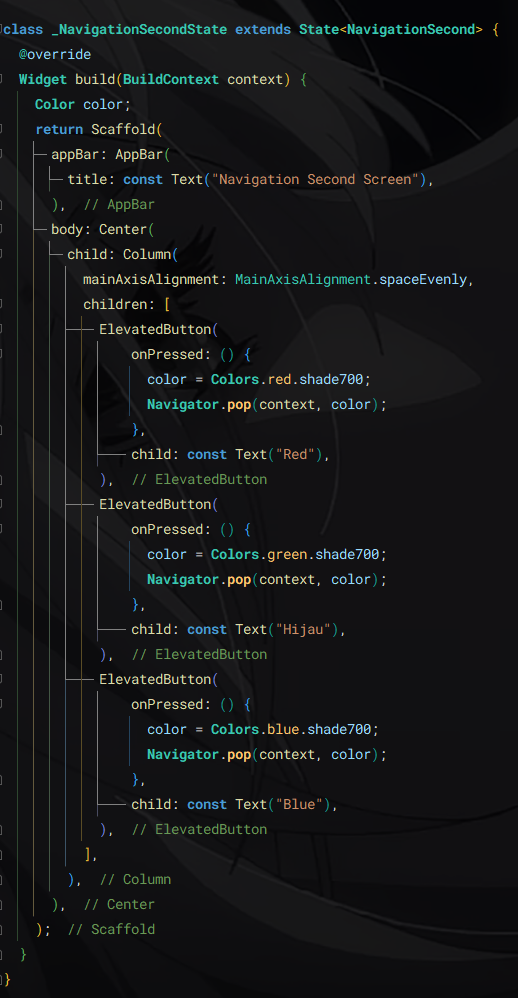 class _NavigationSecondState extends State<NavigationSecond> {
  @override
  Widget build(BuildContext context) {
    Color color;
    return Scaffold(
      appBar: AppBar(
        title: const Text("Navigation Second Screen"),
      ),  // AppBar
      body: Center(
        child: Column(
          mainAxisAlignment: MainAxisAlignment.spaceEvenly,
          children: [
            ElevatedButton(
                onPressed: () {
                  color = Colors.red.shade700;
                  Navigator.pop(context, color);
                },
                child: const Text("Red"),
            ),  // ElevatedButton
            ElevatedButton(
                onPressed: () {
                  color = Colors.green.shade700;
                  Navigator.pop(context, color);
                },
                child: const Text("Hijau"),
            ),  // ElevatedButton
            ElevatedButton(
                onPressed: () {
                  color = Colors.blue.shade700;
                  Navigator.pop(context, color);
                },
                child: const Text("Blue"),
            ),  // ElevatedButton
          ],
        ),  // Column
      ),  // Center
    );  // Scaffold
  }
}